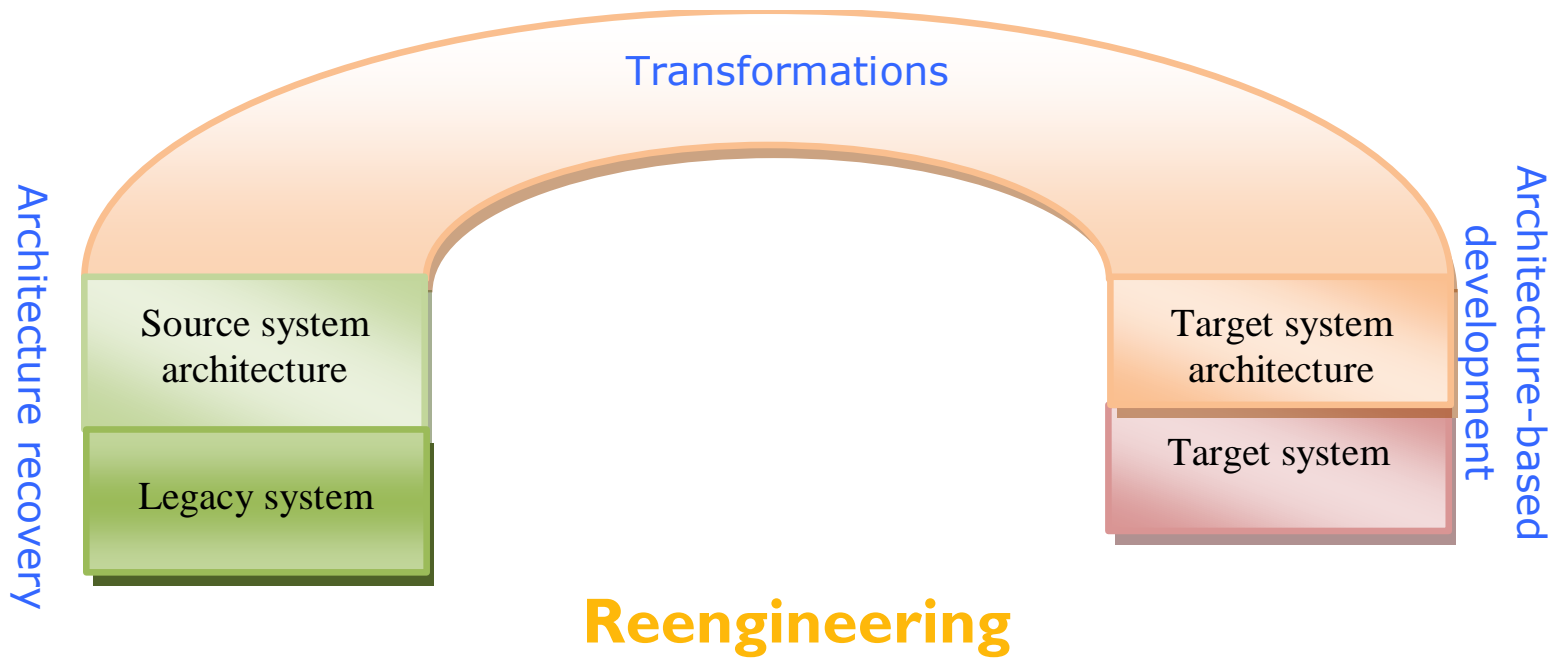 Transformations
Architecture recovery
Source system
architecture
Legacy system
Target system
architecture
Target system
Architecture-based
development
Reengineering